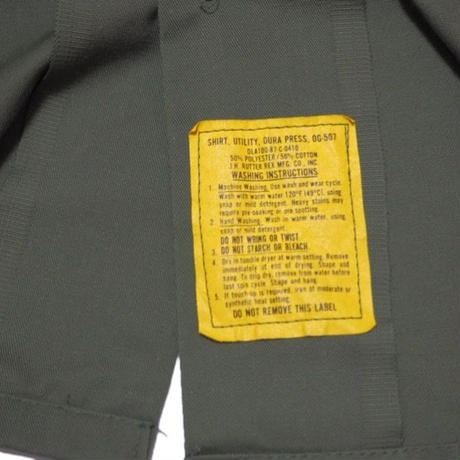 SHIRT, UTILITY, DURA PRESS, OG-507
DLA100-87-C-0410
50% POLYESTER/50% COTTON
J.H. RUTTER REX MFG. CO., INC.
WASHING INSTRUCTIONS
1. Machine Washing. Use wash and wear cycle.
Wash with warm water 120°F (49°C), using
soap or mild detergent. Heavy stains may
require pre-soaking or pre spotting.
2. Hand Washing. Wash in warm water, using
soap or mild detergent.
DO NOT WRING OR TWIST.
3. DO NOT STARCH OR BLEACH.
4. Dry in tumble dryer at warm setting. Remove
immediately at end of drying. Shape and
hang. To drip dry, remove from water before
last spin cycle. Shape and hang.
5. If touch-up is required, iron at moderate or
synthetic heat setting.
DO NOT REMOVE THIS LABEL